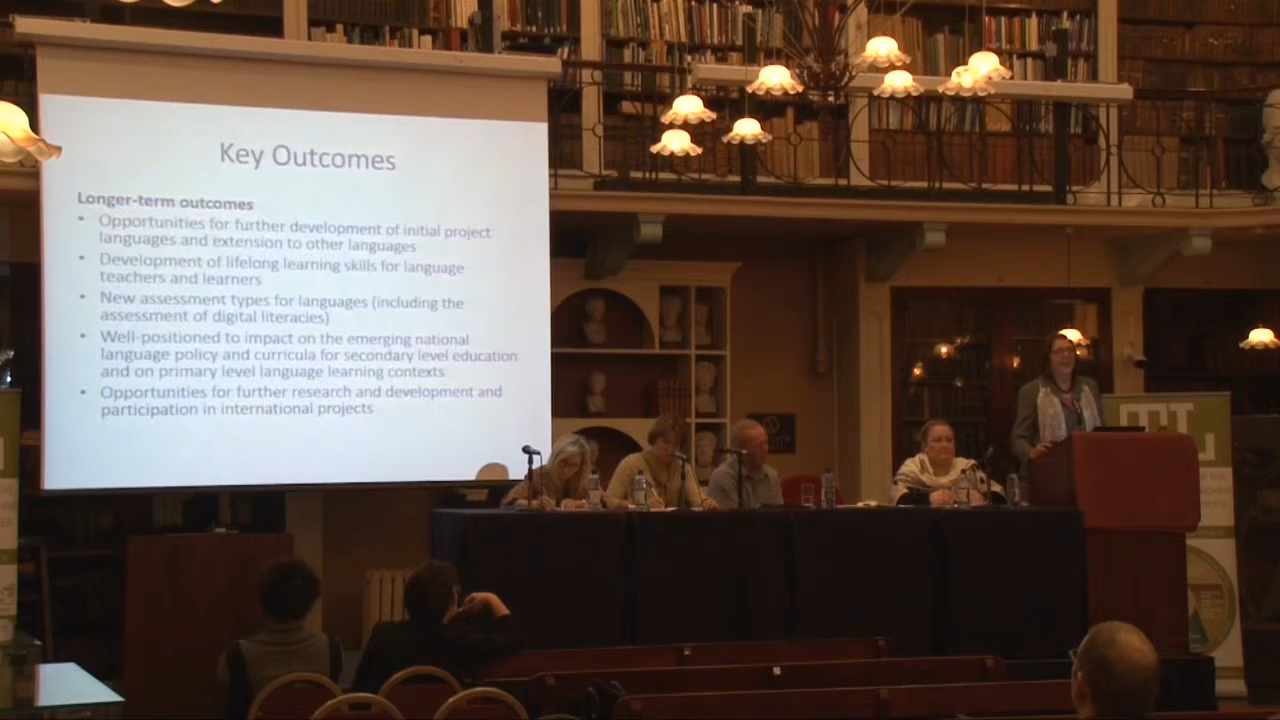 Key Outcomes
Longer-term outcomes
• Opportunities for further development of initial project
languages and extension to other languages
• Development of lifelong learning skills for language
teachers and learners
• New assessment types for languages (including the
assessment of digital literacies)
• Well-positioned to impact on the emerging national
language policy and curricula for secondary level education
and on primary level language learning contexts
• Opportunities for further research and development and
participation in international projects
TL